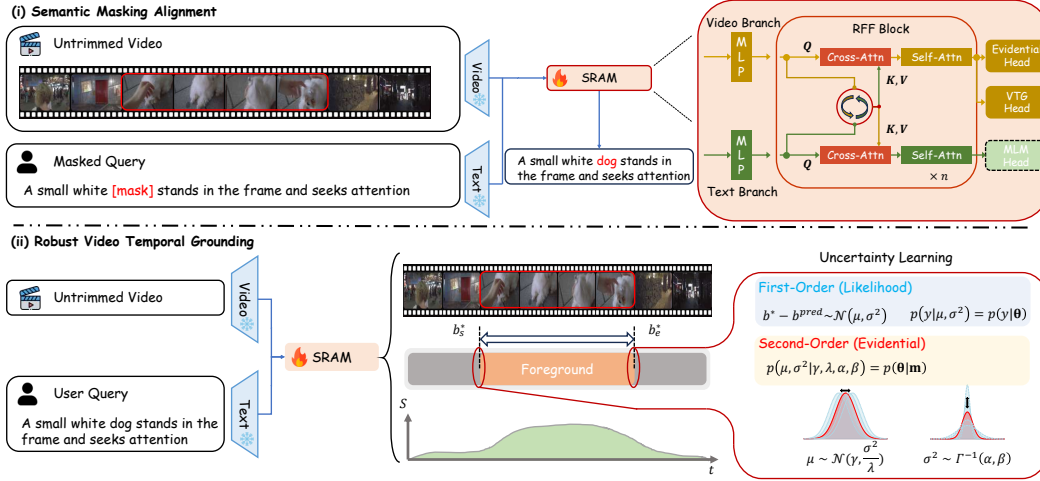 (i) Semantic Masking Alignment
Untrimmed Video
Masked Query
A small white [mask] stands in the frame and seeks attention
Video
Text
SRAM
A small white dog stands in
the frame and seeks attention
Video Branch
MLP
Text Branch
MLP
RFF Block
Q
Cross-Attn
Self-Attn
K, V
K, V
Q
Cross-Attn
Self-Attn
× n
Evidential
Head
VTG
Head
MLM
Head
(ii) Robust Video Temporal Grounding
Untrimmed Video
User Query
A small white dog stands in the
frame and seeks attention
Video
Text
SRAM
b*ₛ
b*ₑ
Foreground
S
t
Uncertainty Learning
First-Order (Likelihood)
b* − b^pred~𝒩(μ, σ²) p(y|μ, σ²) = p(y|θ)
Second-Order (Evidential)
p(μ, σ²|γ, λ, α, β) = p(θ|m)
μ ~ 𝒩(γ, σ²/λ)
σ² ~ Γ⁻¹(α, β)